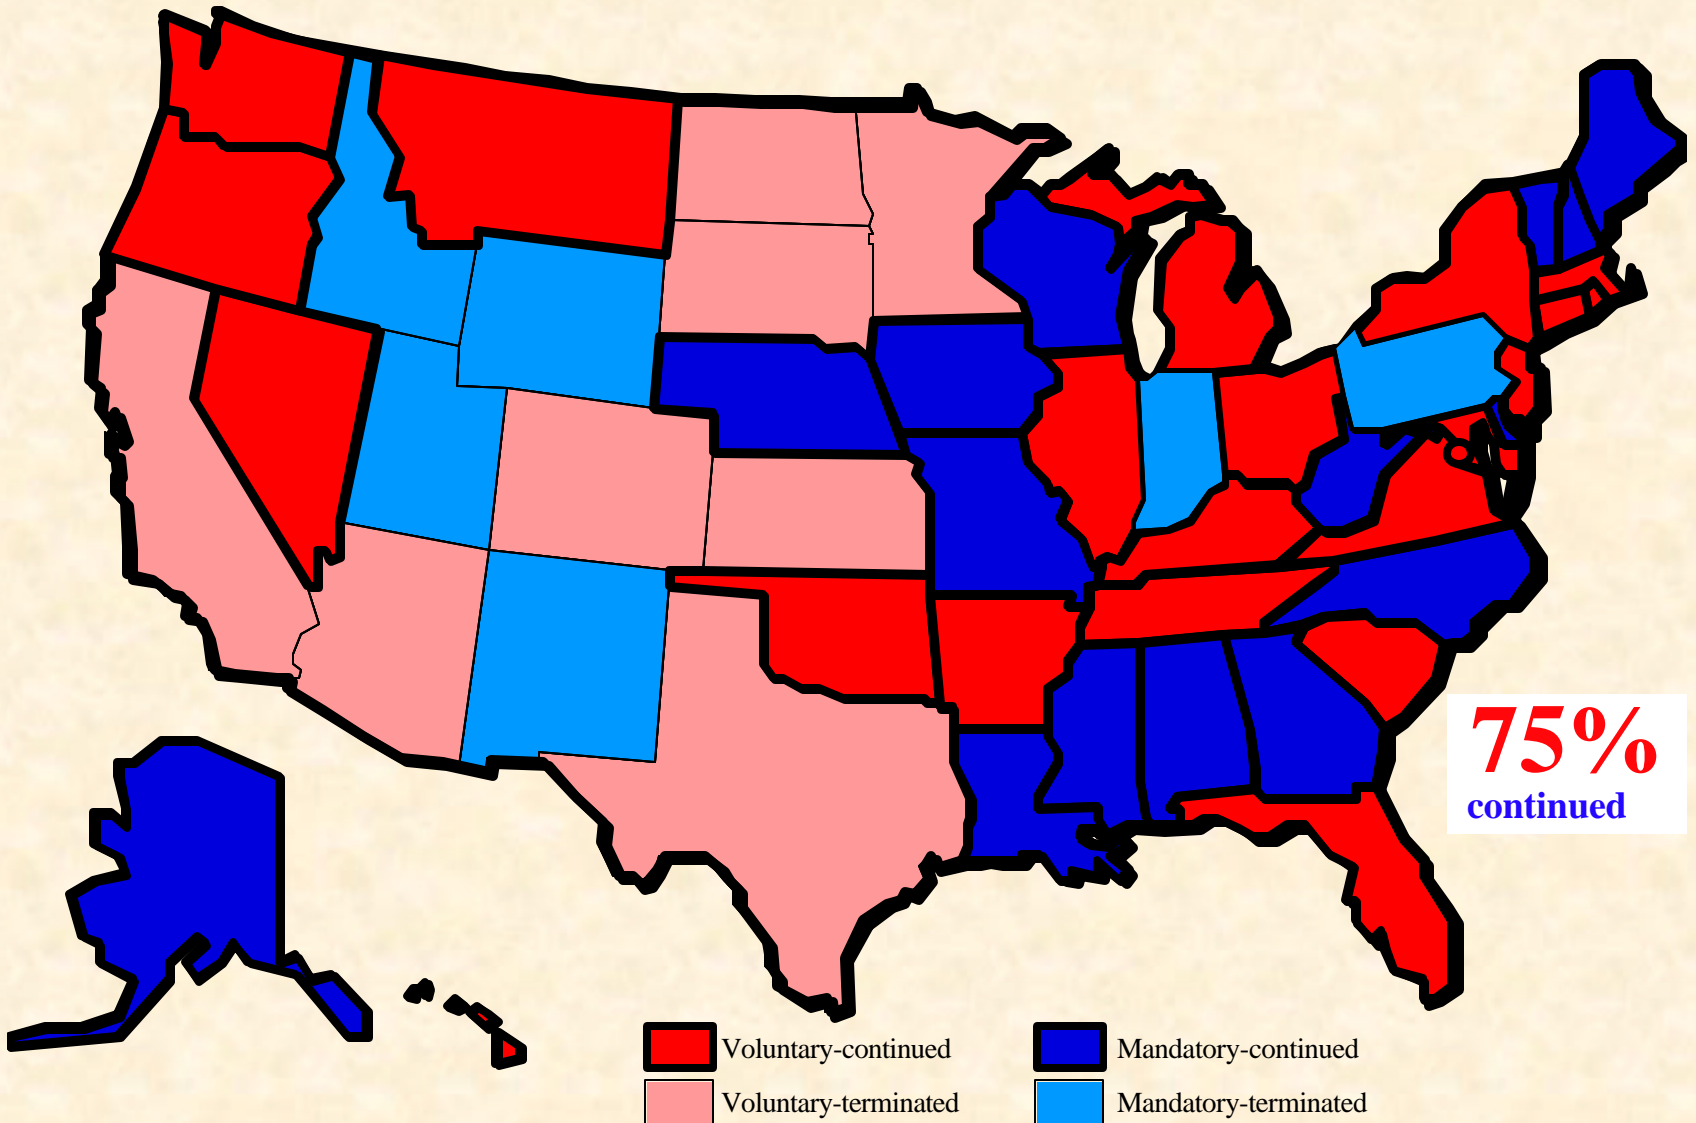 75%
continued
Voluntary-continued
Mandatory-continued
Voluntary-terminated
Mandatory-terminated